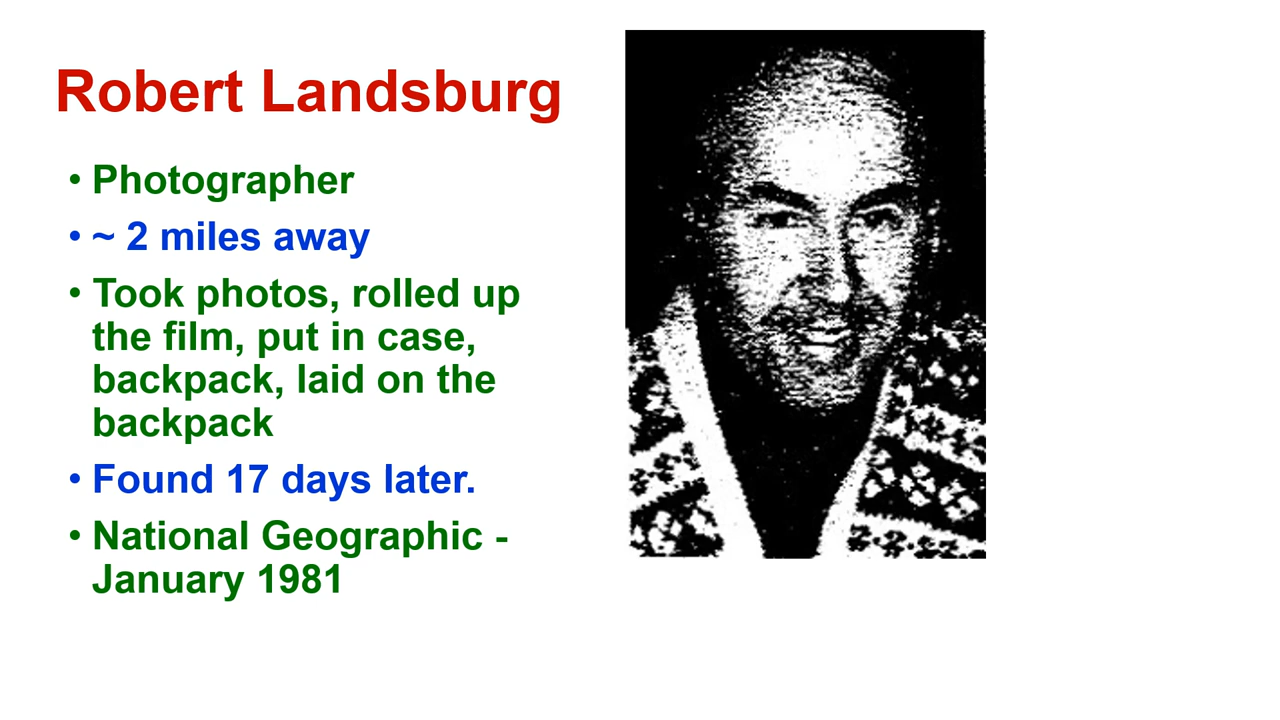 Robert Landsburg
• Photographer
• ~ 2 miles away
• Took photos, rolled up
the film, put in case,
backpack, laid on the
backpack
• Found 17 days later.
• National Geographic -
January 1981